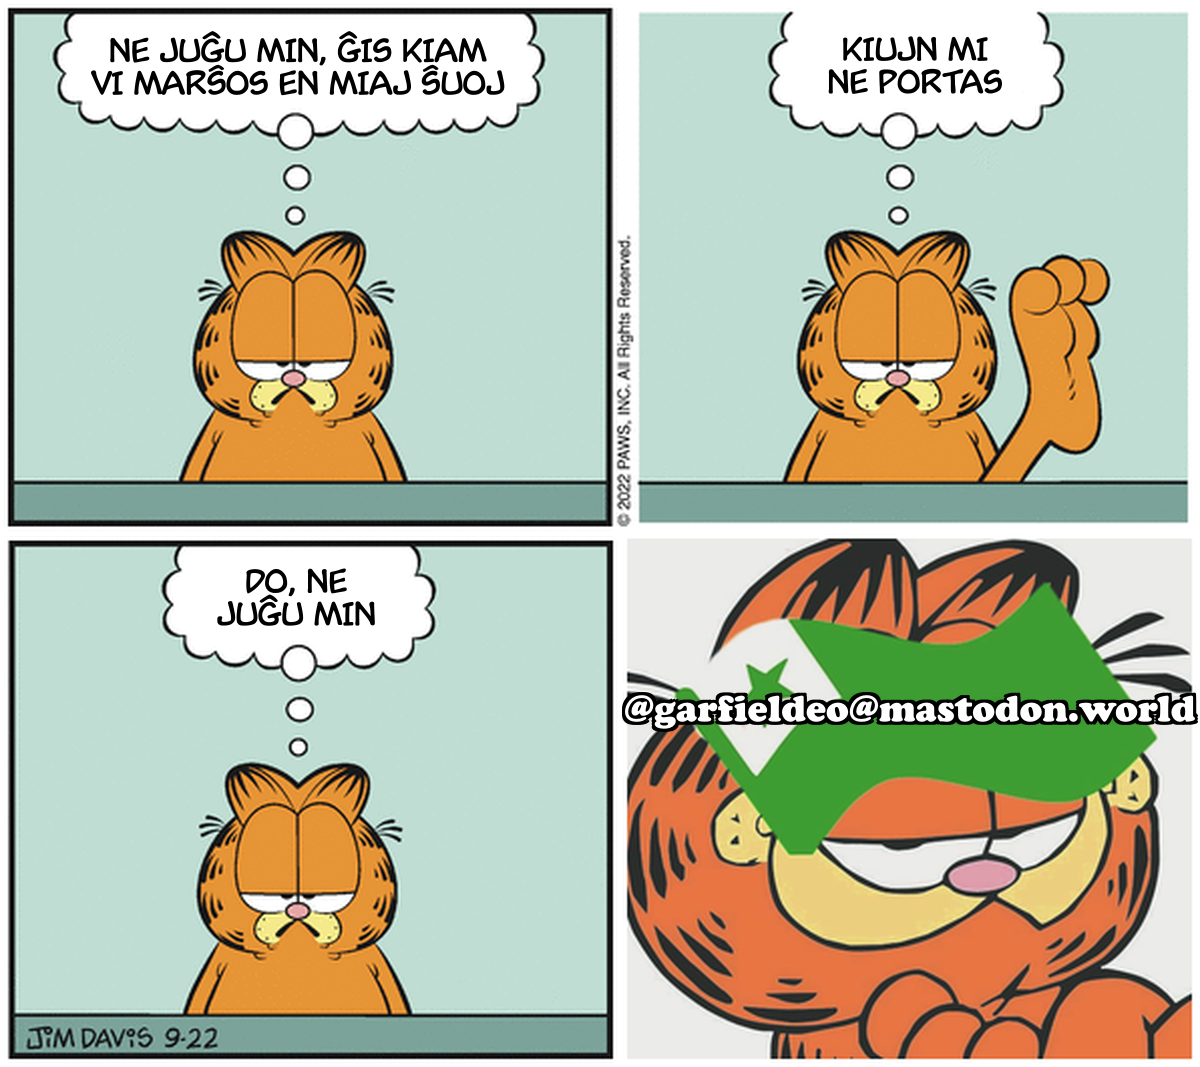 NE JUĜU MIN, ĜIS KIAM
VI MARŜOS EN MIAJ ŜUOJ
KIUJN MI
NE PORTAS
© 2022 PAWS, INC. All Rights Reserved.
DO, NE
JUĜU MIN
JIM DAVIS 9-22
@garfieldeo@mastodon.world